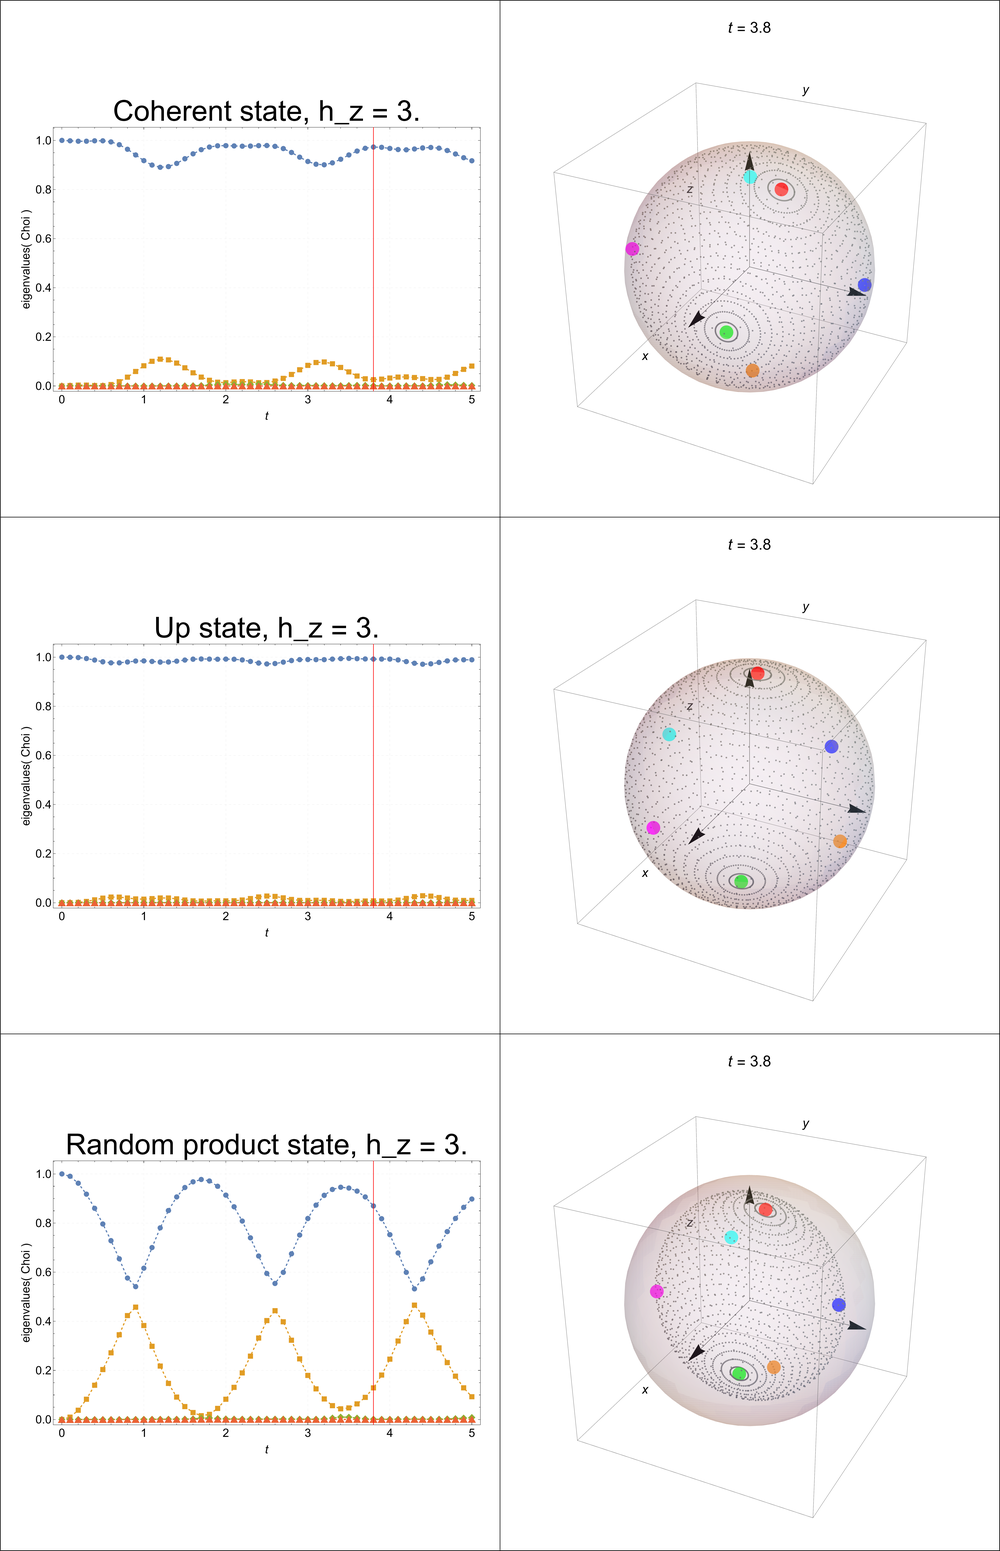 t = 3.8
Coherent state, h_z = 3.
y
1.0
0.8
z
0.6
eigenvalues( Choi )
0.4
0.2
x
0.0
0 1 2 3 4 5
t
t = 3.8
Up state, h_z = 3.
y
1.0
0.8
z
0.6
eigenvalues( Choi )
0.4
0.2
x
0.0
0 1 2 3 4 5
t
t = 3.8
Random product state, h_z = 3.
y
1.0
0.8
z
0.6
eigenvalues( Choi )
0.4
0.2
x
0.0
0 1 2 3 4 5
t